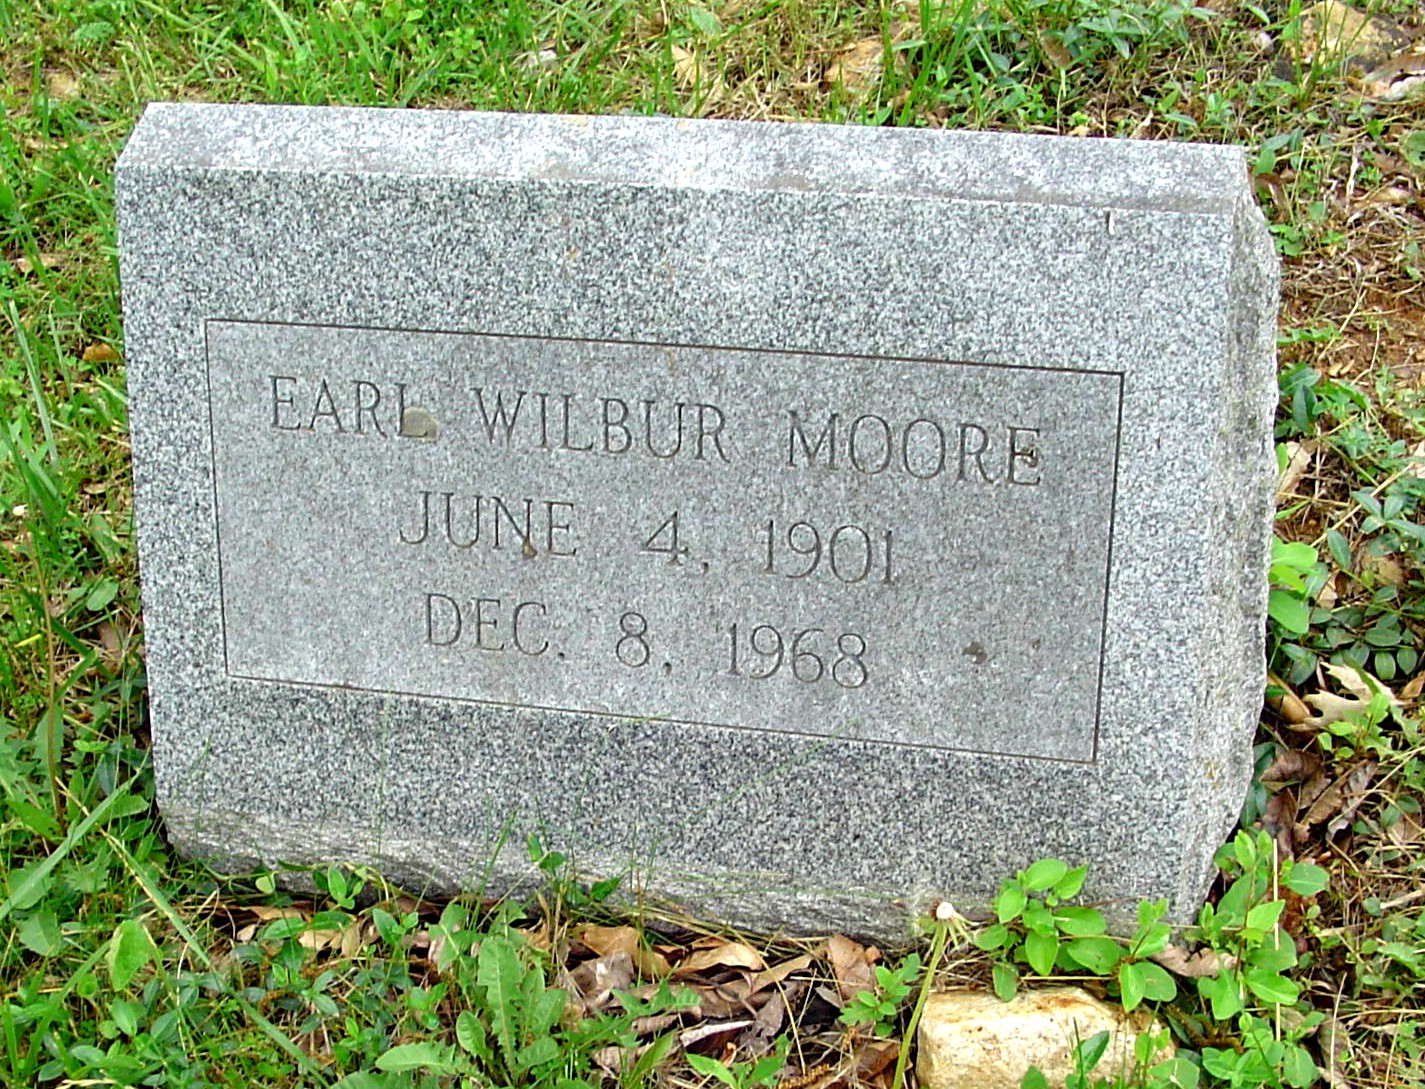 EARL WILBUR MOORE
JUNE 4, 1901
DEC. 8, 1968